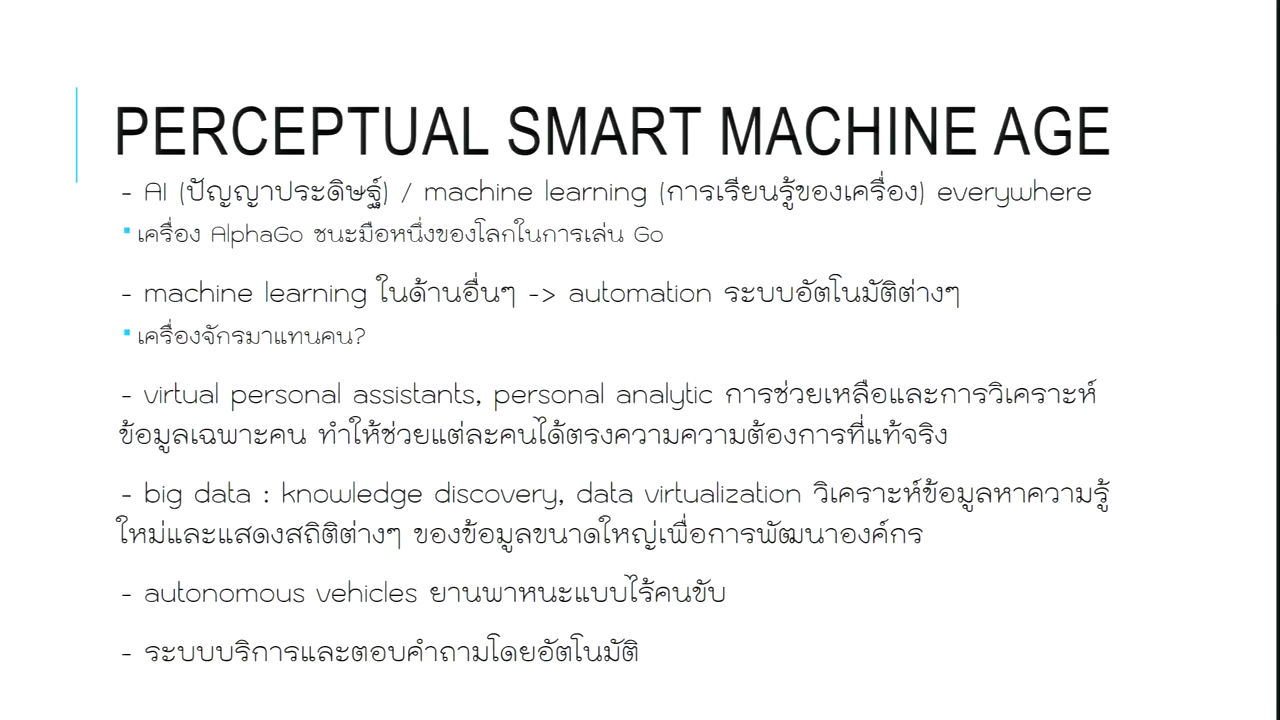 PERCEPTUAL SMART MACHINE AGE
- AI (ปัญญาประดิษฐ์) / machine learning (การเรียนรู้ของเครื่อง) everywhere
▪ เครื่อง AlphaGo ชนะมือหนึ่งของโลกในการเล่น Go
- machine learning ในด้านอื่นๆ -> automation ระบบอัตโนมัติต่างๆ
▪ เครื่องจักรมาแทนคน?
- virtual personal assistants, personal analytic การช่วยเหลือและการวิเคราะห์
ข้อมูลเฉพาะคน ทำให้ช่วยแต่ละคนได้ตรงความความต้องการที่แท้จริง
- big data : knowledge discovery, data virtualization วิเคราะห์ข้อมูลหาความรู้
ใหม่และแสดงสถิติต่างๆ ของข้อมูลขนาดใหญ่เพื่อการพัฒนาองค์กร
- autonomous vehicles ยานพาหนะแบบไร้คนขับ
- ระบบบริการและตอบคำถามโดยอัตโนมัติ